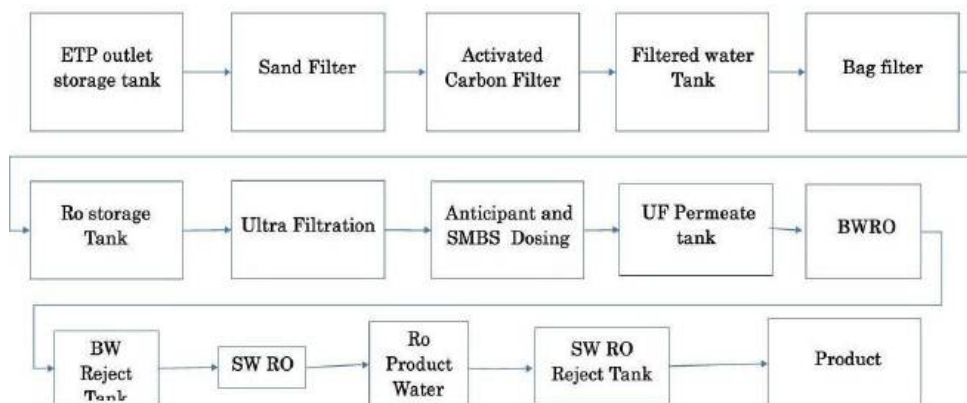 ETP outlet
storage tank
Sand Filter
Activated
Carbon Filter
Filtered water
Tank
Bag filter
Ro storage
Tank
Ultra Filtration
Anticipant and
SMBS Dosing
UF Permeate
tank
BWRO
BW
Reject
Tank
SW RO
Ro
Product
Water
SW RO
Reject Tank
Product